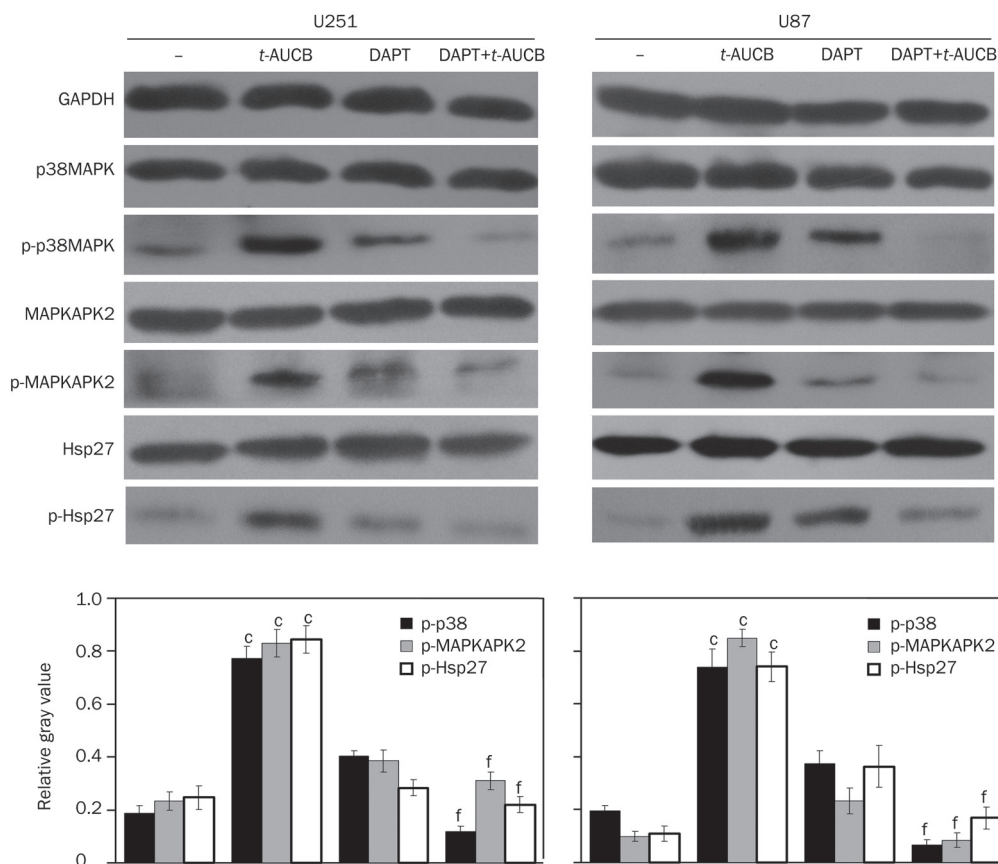 U251
U87
– t-AUCB DAPT DAPT+t-AUCB
– t-AUCB DAPT DAPT+t-AUCB
GAPDH
p38MAPK
p-p38MAPK
MAPKAPK2
p-MAPKAPK2
Hsp27
p-Hsp27
Relative gray value
1.0
0.8
0.6
0.4
0.2
0
c c c
f f f
p-p38
p-MAPKAPK2
p-Hsp27
c c c
f f f
p-p38
p-MAPKAPK2
p-Hsp27